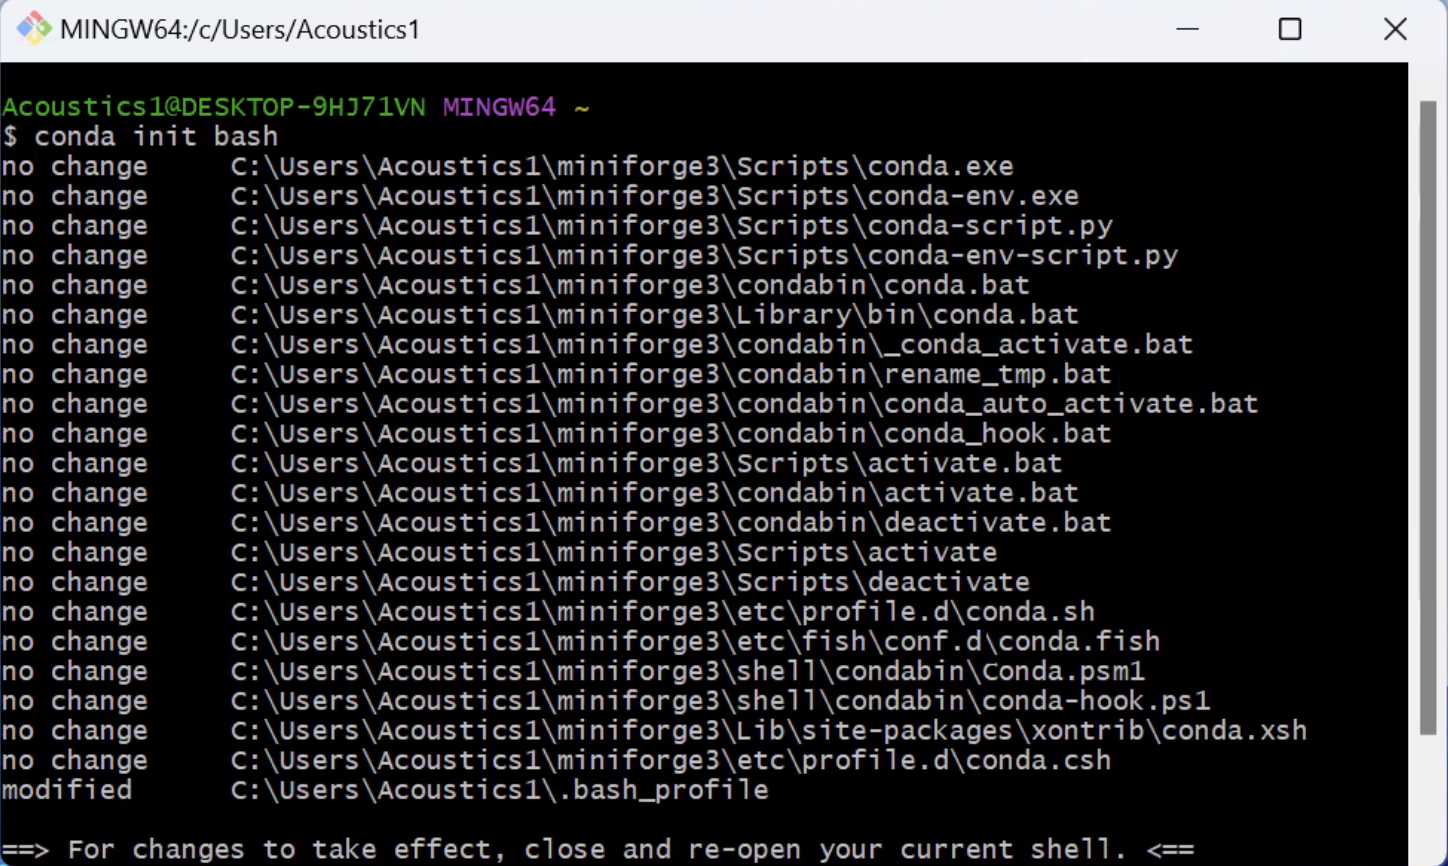 MINGW64:/c/Users/Acoustics1
Acoustics1@DESKTOP-9HJ71VN MINGW64 ~
$ conda init bash
no change     C:\Users\Acoustics1\miniforge3\Scripts\conda.exe
no change     C:\Users\Acoustics1\miniforge3\Scripts\conda-env.exe
no change     C:\Users\Acoustics1\miniforge3\Scripts\conda-script.py
no change     C:\Users\Acoustics1\miniforge3\Scripts\conda-env-script.py
no change     C:\Users\Acoustics1\miniforge3\condabin\conda.bat
no change     C:\Users\Acoustics1\miniforge3\Library\bin\conda.bat
no change     C:\Users\Acoustics1\miniforge3\condabin\_conda_activate.bat
no change     C:\Users\Acoustics1\miniforge3\condabin\rename_tmp.bat
no change     C:\Users\Acoustics1\miniforge3\condabin\conda_auto_activate.bat
no change     C:\Users\Acoustics1\miniforge3\condabin\conda_hook.bat
no change     C:\Users\Acoustics1\miniforge3\Scripts\activate.bat
no change     C:\Users\Acoustics1\miniforge3\condabin\activate.bat
no change     C:\Users\Acoustics1\miniforge3\condabin\deactivate.bat
no change     C:\Users\Acoustics1\miniforge3\Scripts\activate
no change     C:\Users\Acoustics1\miniforge3\Scripts\deactivate
no change     C:\Users\Acoustics1\miniforge3\etc\profile.d\conda.sh
no change     C:\Users\Acoustics1\miniforge3\etc\fish\conf.d\conda.fish
no change     C:\Users\Acoustics1\miniforge3\shell\condabin\Conda.psm1
no change     C:\Users\Acoustics1\miniforge3\shell\condabin\conda-hook.ps1
no change     C:\Users\Acoustics1\miniforge3\Lib\site-packages\xontrib\conda.xsh
no change     C:\Users\Acoustics1\miniforge3\etc\profile.d\conda.csh
modified      C:\Users\Acoustics1\.bash_profile
==> For changes to take effect, close and re-open your current shell. <==